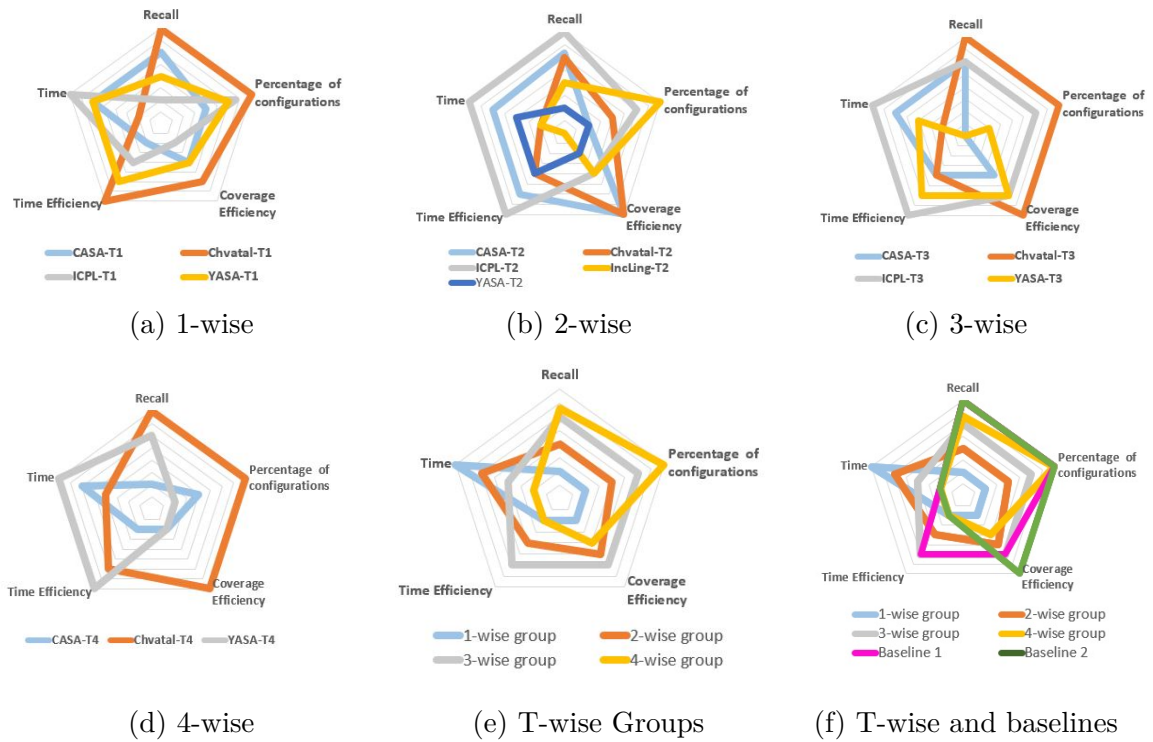 Recall
Percentage of
configurations
Coverage
Efficiency
Time Efficiency
Time
CASA-T1
Chvatal-T1
ICPL-T1
YASA-T1
(a) 1-wise
Recall
Percentage of
configurations
Coverage
Efficiency
Time Efficiency
Time
CASA-T2
Chvatal-T2
ICPL-T2
IncLing-T2
YASA-T2
(b) 2-wise
Recall
Percentage of
configurations
Coverage
Efficiency
Time Efficiency
Time
CASA-T3
Chvatal-T3
ICPL-T3
YASA-T3
(c) 3-wise
Recall
Percentage of
configurations
Coverage
Efficiency
Time Efficiency
Time
CASA-T4
Chvatal-T4
YASA-T4
(d) 4-wise
Recall
Percentage of
configurations
Coverage
Efficiency
Time Efficiency
Time
1-wise group
2-wise group
3-wise group
4-wise group
(e) T-wise Groups
Recall
Percentage of
configurations
Coverage
Efficiency
Time Efficiency
Time
1-wise group
2-wise group
3-wise group
4-wise group
Baseline 1
Baseline 2
(f) T-wise and baselines